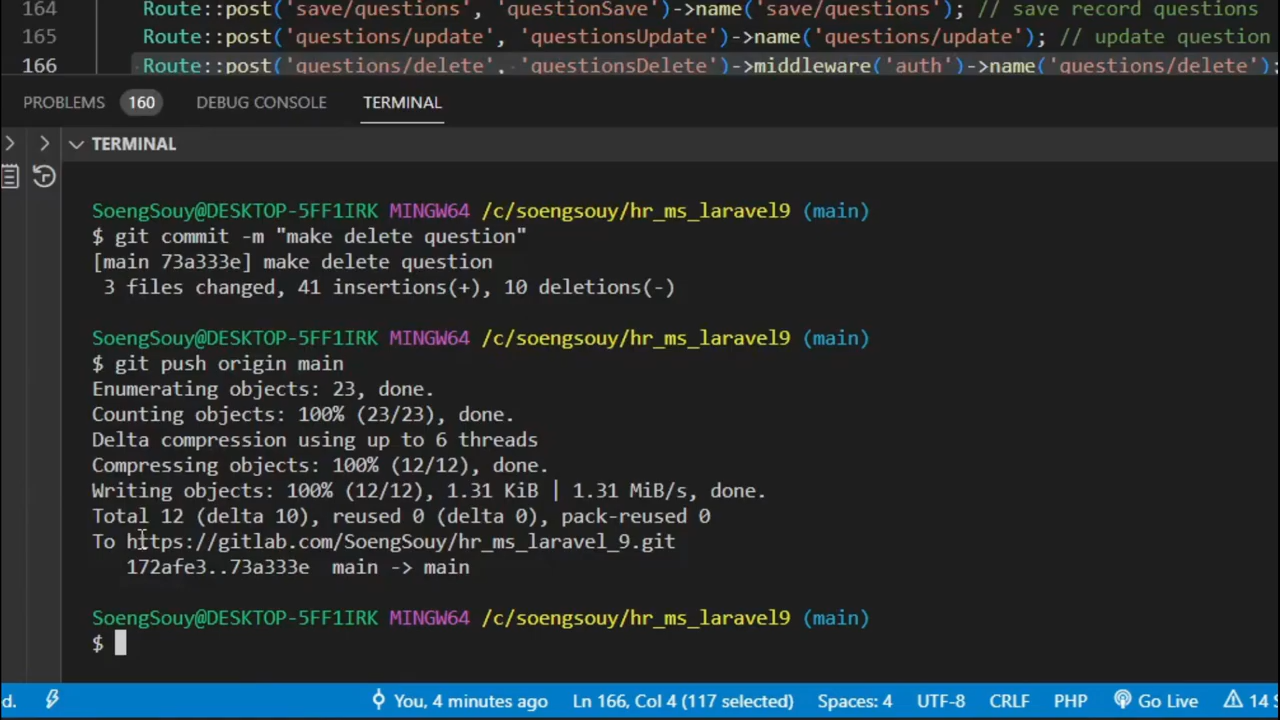 164 Route::post('save/questions', 'questionSave')->name('save/questions'); // save record questions
165 Route::post('questions/update', 'questionsUpdate')->name('questions/update'); // update question
166 Route::post('questions/delete', 'questionsDelete')->middleware('auth')->name('questions/delete');
PROBLEMS 160 DEBUG CONSOLE TERMINAL
TERMINAL
SoengSouy@DESKTOP-5FF1IRK MINGW64 /c/soengsouy/hr_ms_laravel9 (main)
$ git commit -m "make delete question"
[main 73a333e] make delete question
3 files changed, 41 insertions(+), 10 deletions(-)
SoengSouy@DESKTOP-5FF1IRK MINGW64 /c/soengsouy/hr_ms_laravel9 (main)
$ git push origin main
Enumerating objects: 23, done.
Counting objects: 100% (23/23), done.
Delta compression using up to 6 threads
Compressing objects: 100% (12/12), done.
Writing objects: 100% (12/12), 1.31 KiB | 1.31 MiB/s, done.
Total 12 (delta 10), reused 0 (delta 0), pack-reused 0
To https://gitlab.com/SoengSouy/hr_ms_laravel_9.git
172afe3..73a333e main -> main
SoengSouy@DESKTOP-5FF1IRK MINGW64 /c/soengsouy/hr_ms_laravel9 (main)
$
d. You, 4 minutes ago Ln 166, Col 4 (117 selected) Spaces: 4 UTF-8 CRLF PHP Go Live 14 S